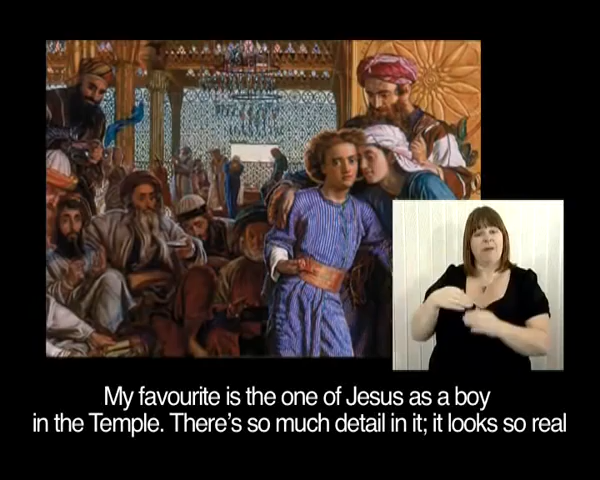 My favourite is the one of Jesus as a boy
in the Temple. There's so much detail in it; it looks so real